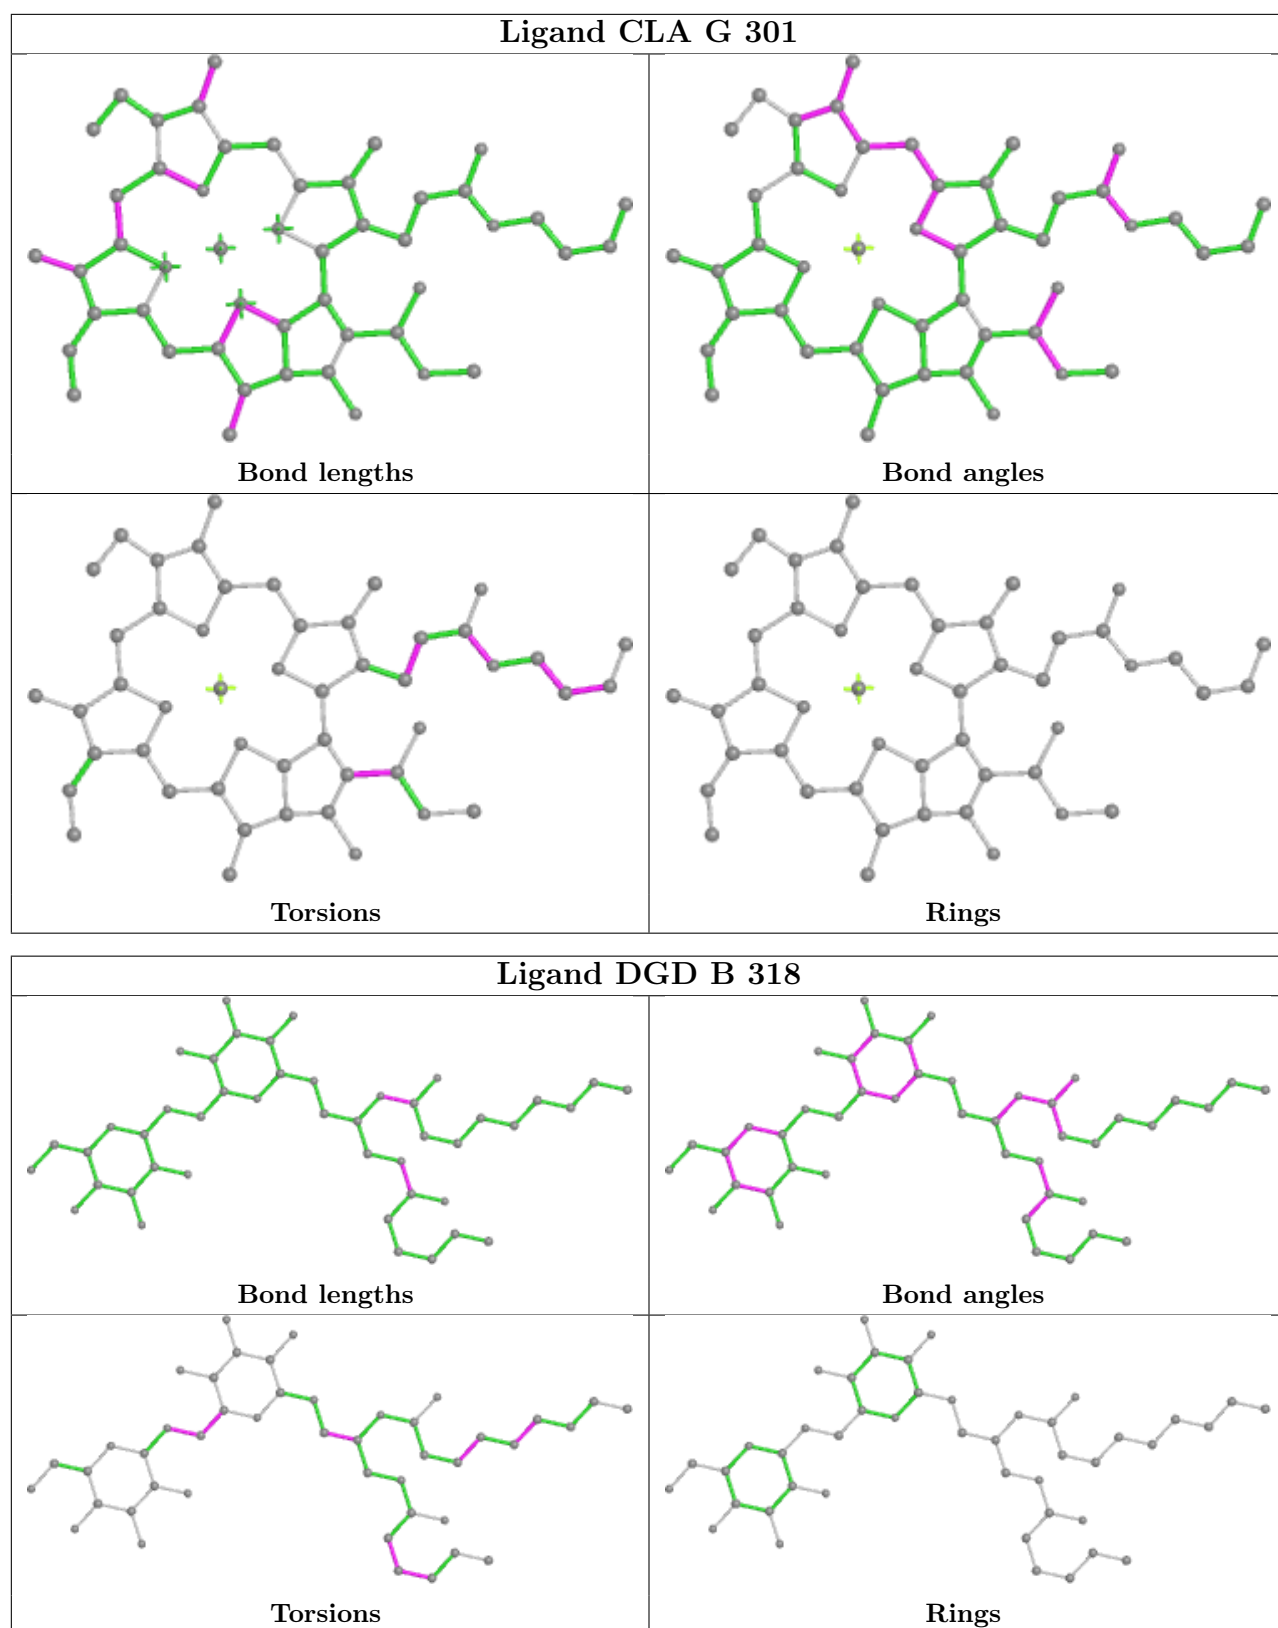 Ligand CLA G 301
Bond lengths
Bond angles
Torsions
Rings
Ligand DGD B 318
Bond lengths
Bond angles
Torsions
Rings